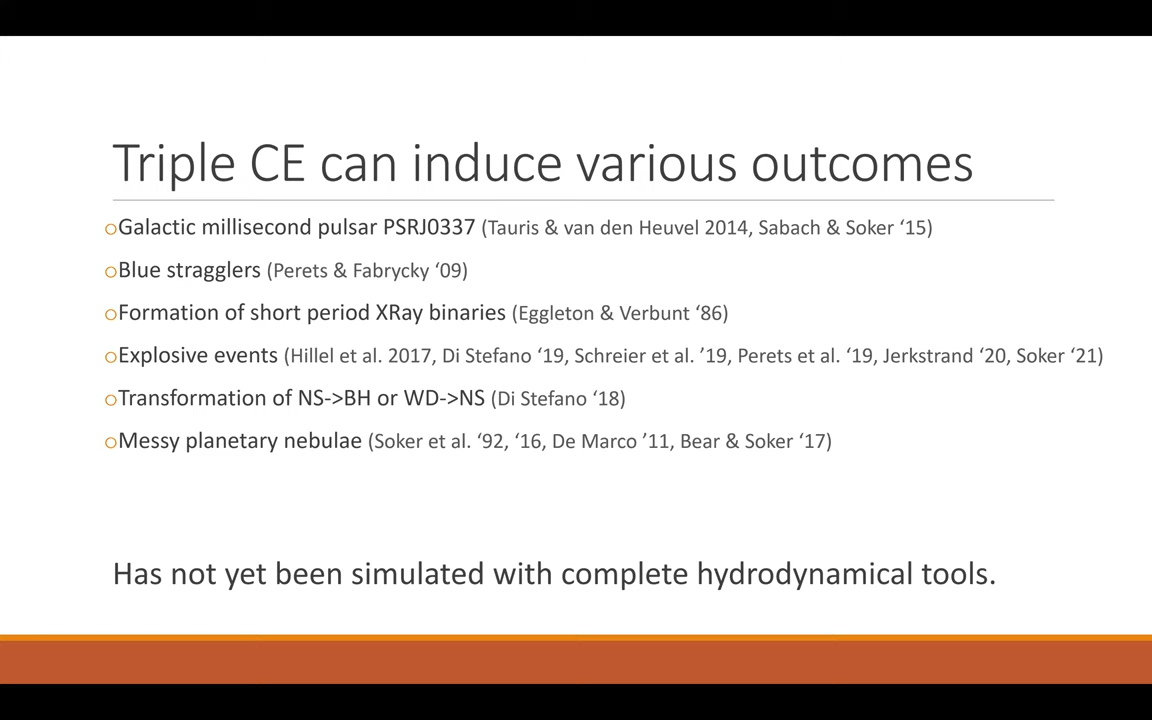 Triple CE can induce various outcomes
oGalactic millisecond pulsar PSRJ0337 (Tauris & van den Heuvel 2014, Sabach & Soker ‘15)
oBlue stragglers (Perets & Fabrycky ‘09)
oFormation of short period XRay binaries (Eggleton & Verbunt ‘86)
oExplosive events (Hillel et al. 2017, Di Stefano ‘19, Schreier et al. ’19, Perets et al. ‘19, Jerkstrand ‘20, Soker ‘21)
oTransformation of NS->BH or WD->NS (Di Stefano ‘18)
oMessy planetary nebulae (Soker et al. ‘92, ‘16, De Marco ’11, Bear & Soker ‘17)
Has not yet been simulated with complete hydrodynamical tools.